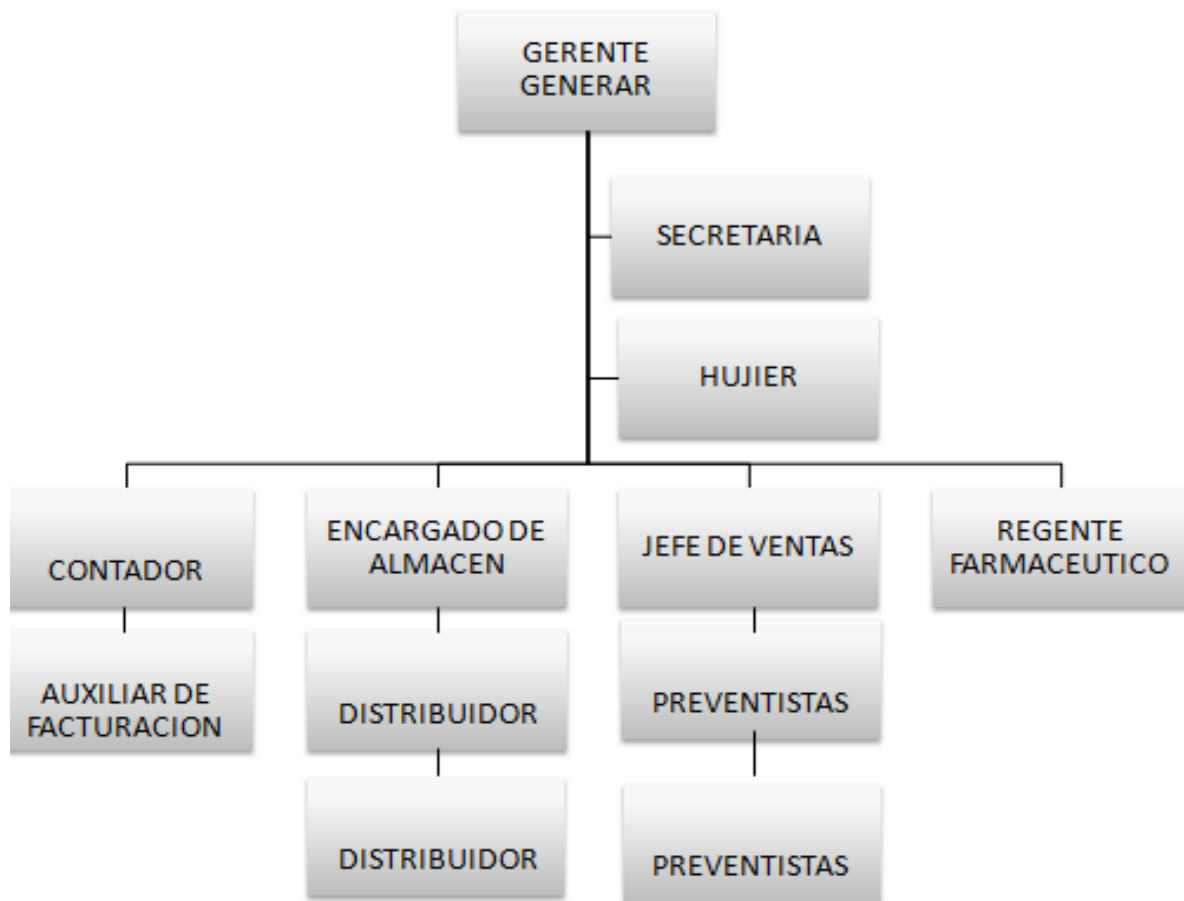 GERENTE
GENERAR
SECRETARIA
HUJIER
CONTADOR
ENCARGADO DE
ALMACEN
JEFE DE VENTAS
REGENTE
FARMACEUTICO
AUXILIAR DE
FACTURACION
DISTRIBUIDOR
PREVENTISTAS
DISTRIBUIDOR
PREVENTISTAS